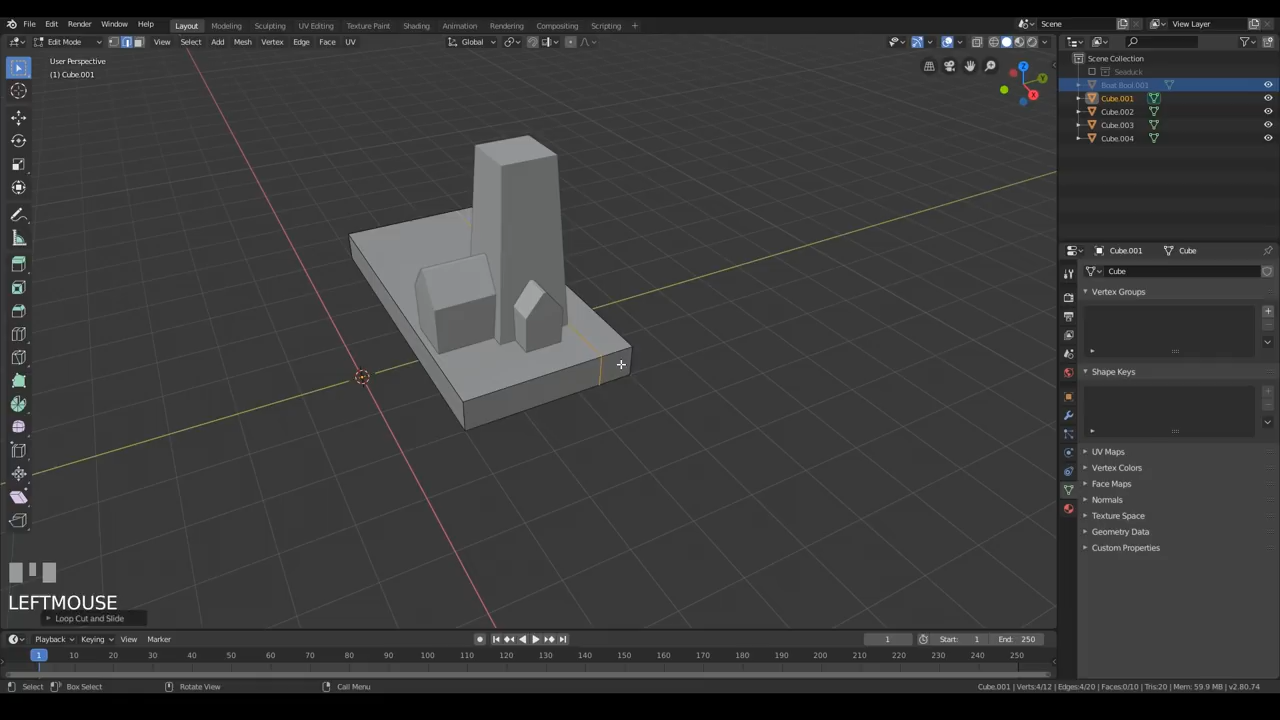 File Edit Render Window Help Layout Modeling Sculpting UV Editing Texture Paint Shading Animation Rendering Compositing Scripting Scene View Layer
Edit Mode View Select Add Mesh Vertex Edge Face UV Global
User Perspective
(1) Cube.001
Z
Y
X
Scene Collection
Seaduck
Boat Bool.001
Cube.001
Cube.002
Cube.003
Cube.004
Cube.001 Cube
Cube
Vertex Groups
Shape Keys
UV Maps
Vertex Colors
Face Maps
Normals
Texture Space
Geometry Data
Custom Properties
LEFTMOUSE
Loop Cut and Slide
Playback Keying View Marker 1 Start: 1 End: 250
1 10 20 30 40 50 60 70 80 90 100 110 120 130 140 150 160 170 180 190 200 210 220 230 240 250
Select Box Select Rotate View Call Menu Cube.001 | Verts:4/12 | Edges:4/20 | Faces:0/10 | Tris:20 | Mem: 59.9 MB | v2.80.74